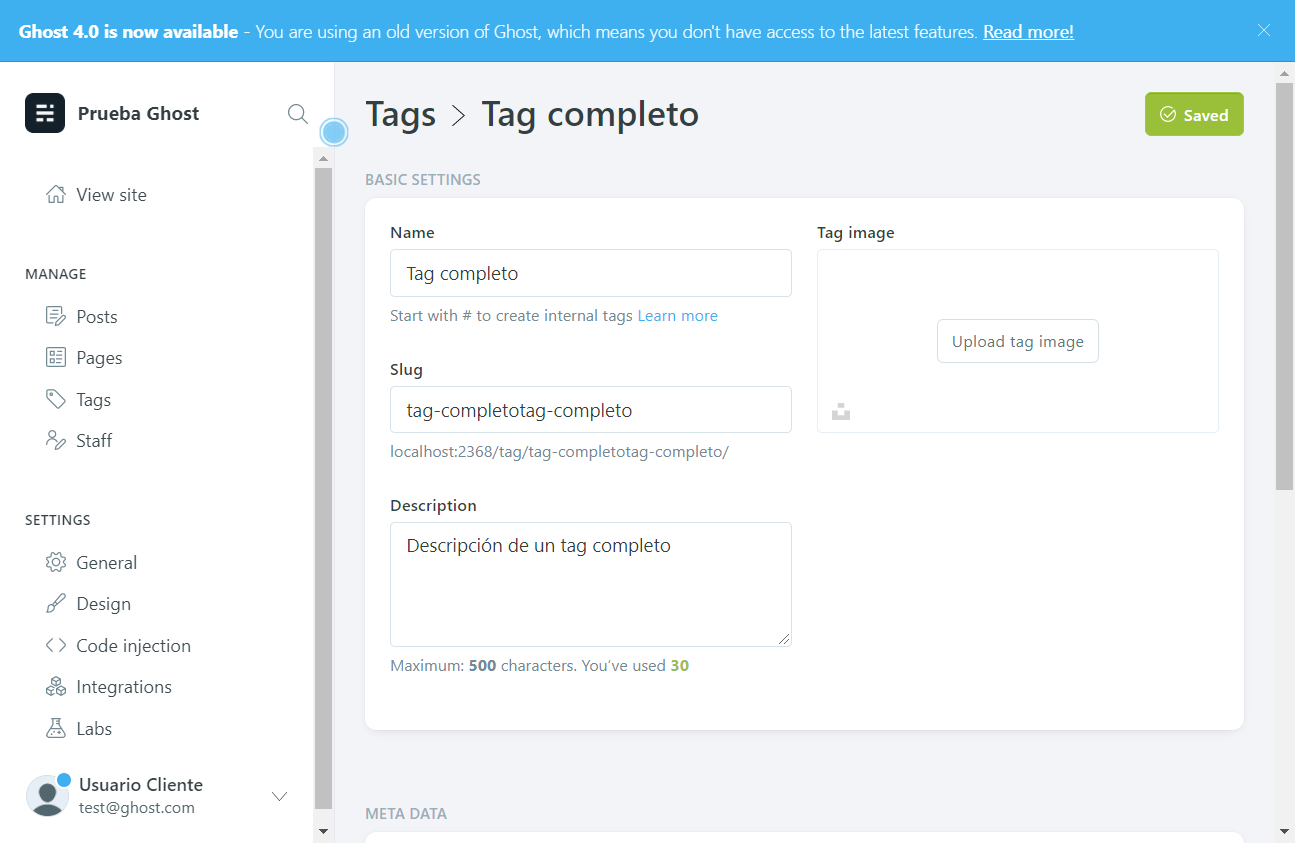 Ghost 4.0 is now available - You are using an old version of Ghost, which means you don't have access to the latest features. Read more!
Prueba Ghost
View site
MANAGE
Posts
Pages
Tags
Staff
SETTINGS
General
Design
Code injection
Integrations
Labs
Usuario Cliente
test@ghost.com
Tags > Tag completo
Saved
BASIC SETTINGS
Name
Tag completo
Start with # to create internal tags Learn more
Slug
tag-completotag-completo
localhost:2368/tag/tag-completotag-completo/
Description
Descripción de un tag completo
Maximum: 500 characters. You’ve used 30
Tag image
Upload tag image
META DATA